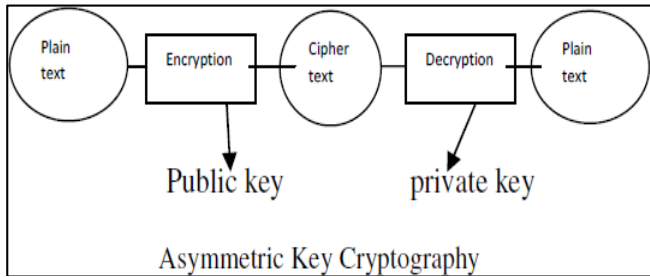 Plain
text
Encryption
Cipher
text
Decryption
Plain
text
Public key
private key
Asymmetric Key Cryptography